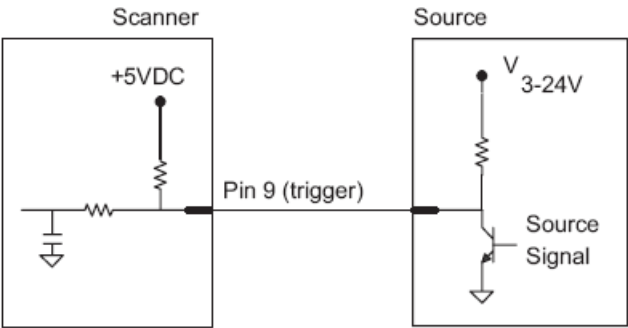 Scanner
Source
+5VDC
V
3-24V
Pin 9 (trigger)
Source
Signal